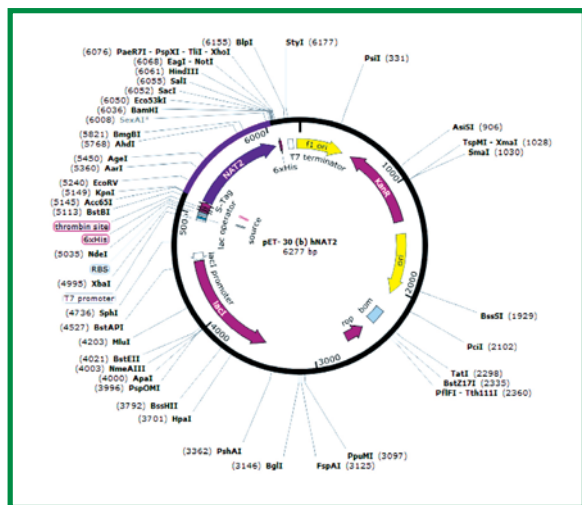 (6155) BlpI
StyI (6177)
(6076) PaeR7I - PspXI - TliI - XhoI
(6068) EagI - NotI
(6061) HindIII
(6055) SalI
(6052) SacI
(6050) Eco53kI
(6036) BamHI
(6008) SexAI*
(5821) BmgBI
(5768) AhdI
(5450) AgeI
(5360) AarI
(5240) EcoRV
(5149) KpnI
(5145) Acc65I
(5113) BstBI
thrombin site
6xHis
(5035) NdeI
RBS
(4995) XbaI
T7 promoter
(4736) SphI
(4527) BstAPI
(4203) MluI
(4021) BstEII
(4003) NmeAIII
(4000) ApaI
(3996) PspOMI
(3792) BssHII
(3701) HpaI
(3362) PshAI
(3146) BglI
FspAI (3125)
PpuMI (3097)
PsiI (331)
AsiSI (906)
TspMI - XmaI (1028)
SmaI (1030)
BssSI (1929)
PciI (2102)
TatI (2298)
BstZ17I (2335)
PflFI - Tth111I (2360)
6000
1000
2000
3000
4000
500
NAT2
6xHis
T7 terminator
f1 ori
KanR
ori
bom
rop
lacI
lacI promoter
lac operator
S-Tag
source
pET- 30 (b) hNAT2
6277 bp